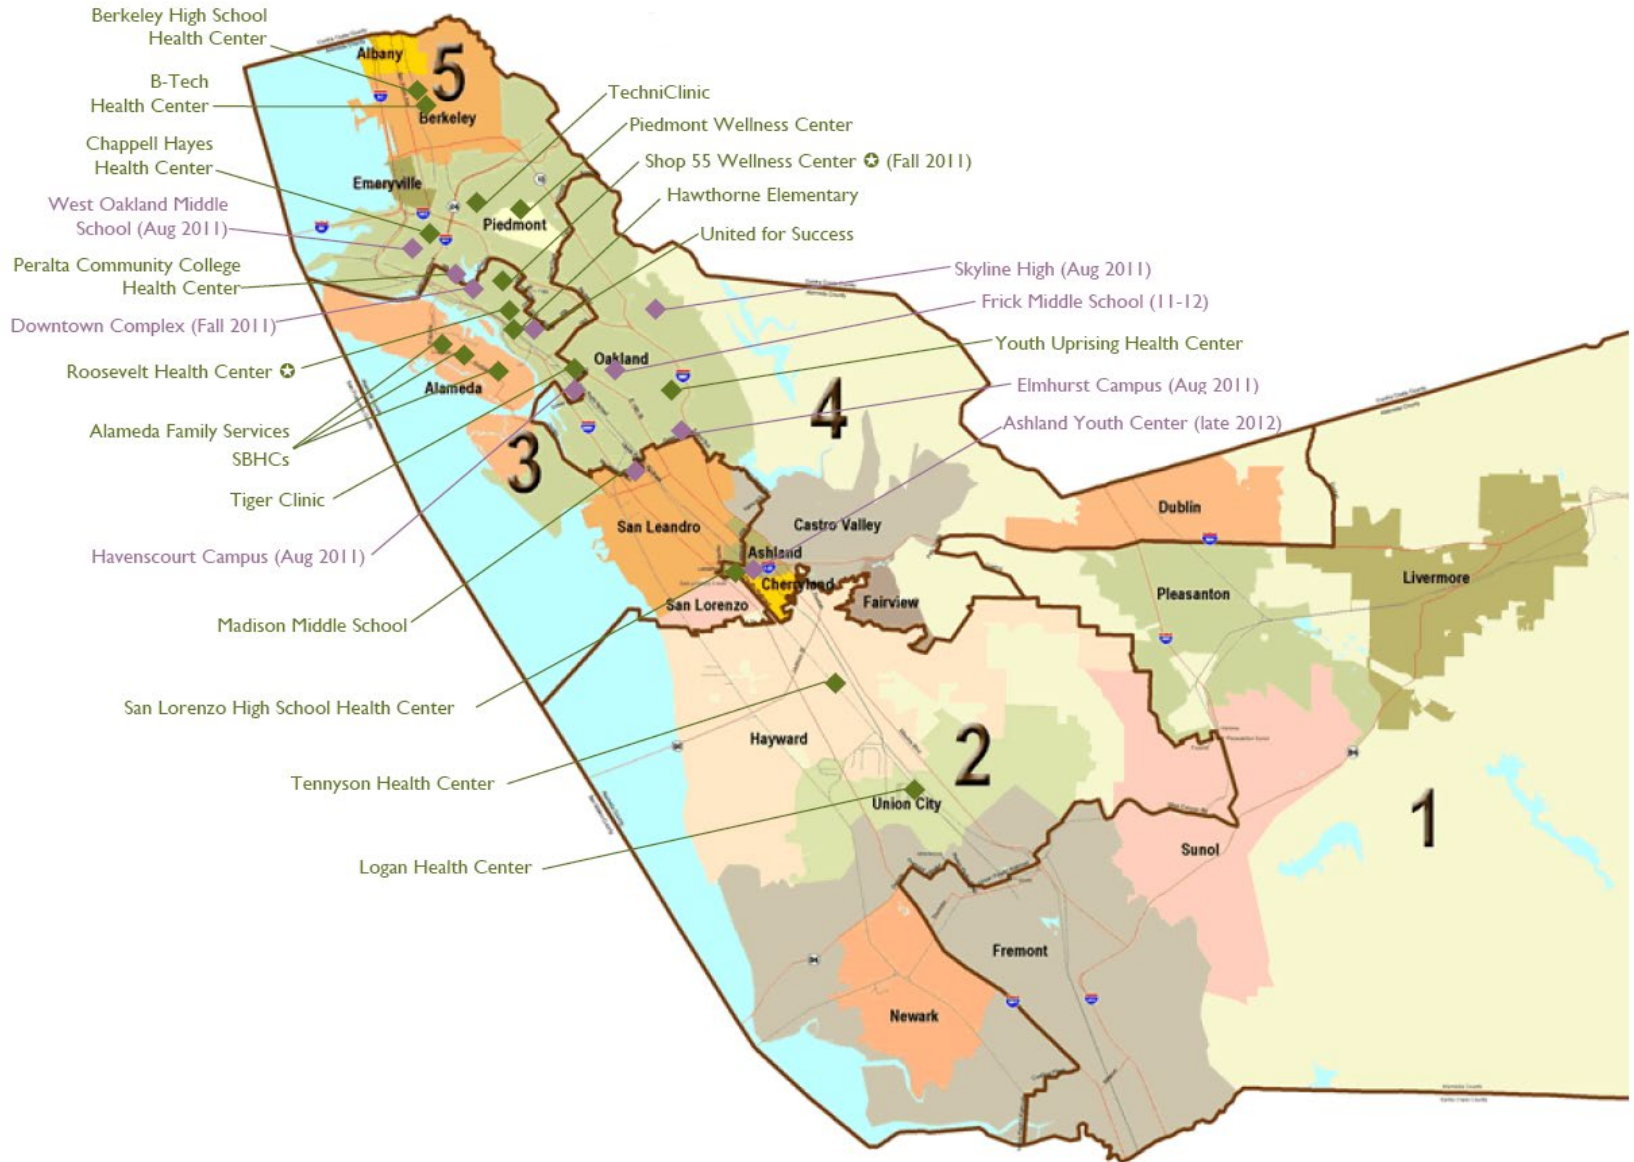 Berkeley High School
Health Center
B-Tech
Health Center
Chappell Hayes
Health Center
West Oakland Middle
School (Aug 2011)
Peralta Community College
Health Center
Downtown Complex (Fall 2011)
Roosevelt Health Center
Alameda Family Services
SBHCs
Tiger Clinic
Havenscourt Campus (Aug 2011)
Madison Middle School
San Lorenzo High School Health Center
Tennyson Health Center
Logan Health Center
TechniClinic
Piedmont Wellness Center
Shop 55 Wellness Center (Fall 2011)
Hawthorne Elementary
United for Success
Skyline High (Aug 2011)
Frick Middle School (11-12)
Youth Uprising Health Center
Elmhurst Campus (Aug 2011)
Ashland Youth Center (late 2012)
Albany
5
Berkeley
Emeryville
Piedmont
Oakland
Alameda
4
3
San Leandro
Castro Valley
Dublin
Ashland
Cherryland
Fairview
San Lorenzo
Pleasanton
Livermore
Hayward
2
Union City
1
Sunol
Fremont
Newark